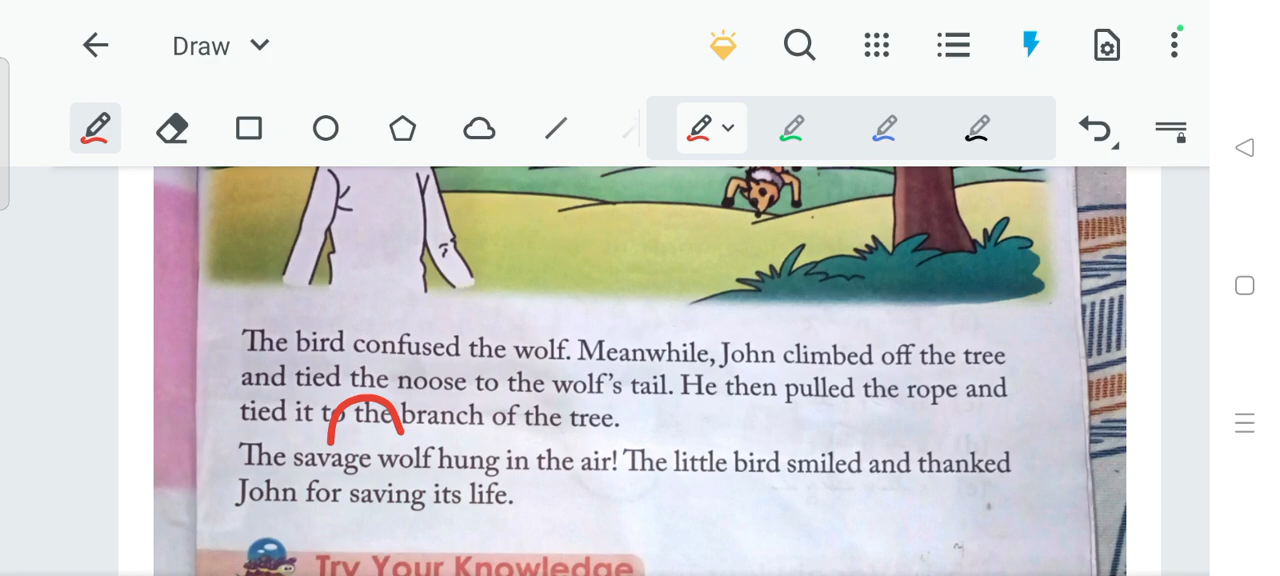 Draw
The bird confused the wolf. Meanwhile, John climbed off the tree
and tied the noose to the wolf's tail. He then pulled the rope and
tied it to the branch of the tree.
The savage wolf hung in the air! The little bird smiled and thanked
John for saving its life.
Try Your Knowledge